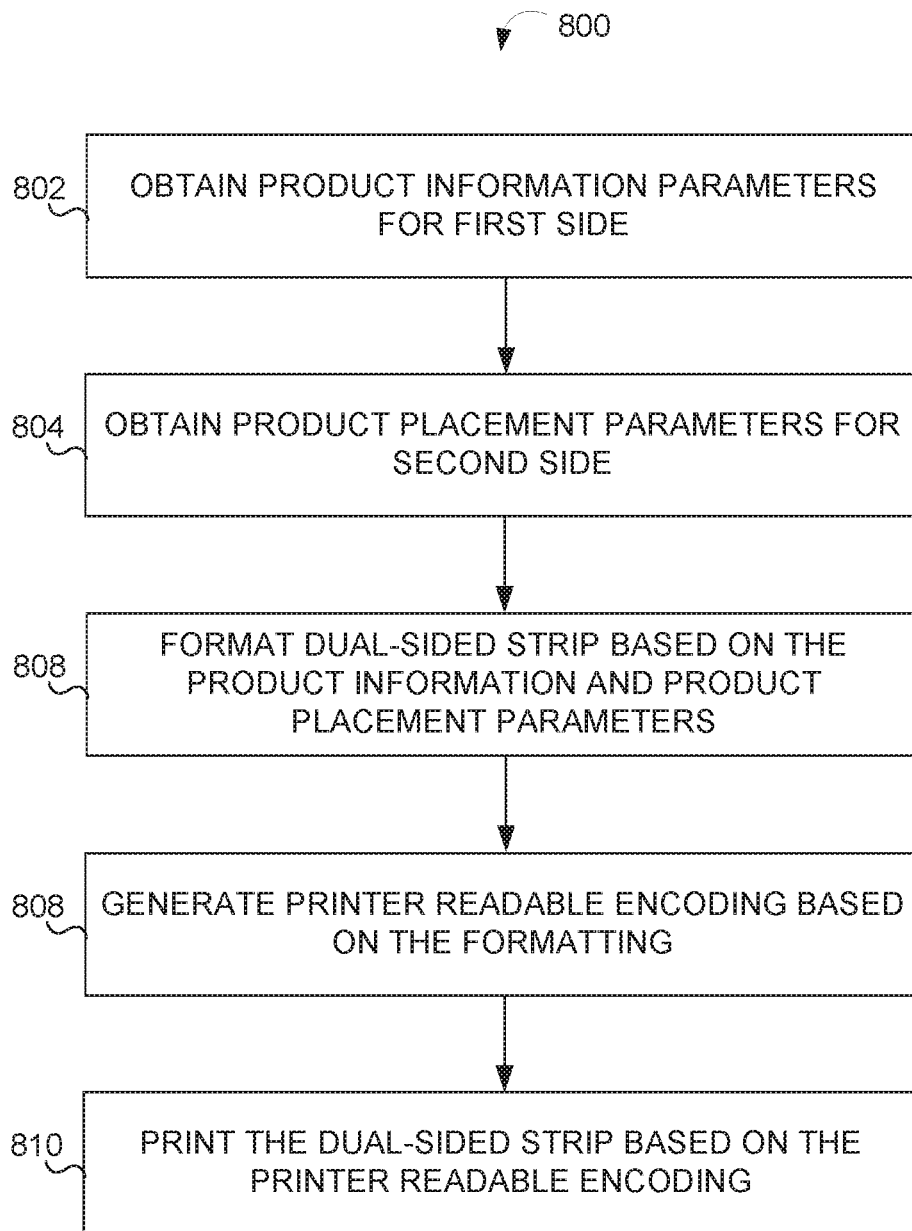 800
802
OBTAIN PRODUCT INFORMATION PARAMETERS
FOR FIRST SIDE
804
OBTAIN PRODUCT PLACEMENT PARAMETERS FOR
SECOND SIDE
808
FORMAT DUAL-SIDED STRIP BASED ON THE
PRODUCT INFORMATION AND PRODUCT
PLACEMENT PARAMETERS
808
GENERATE PRINTER READABLE ENCODING BASED
ON THE FORMATTING
810
PRINT THE DUAL-SIDED STRIP BASED ON THE
PRINTER READABLE ENCODING